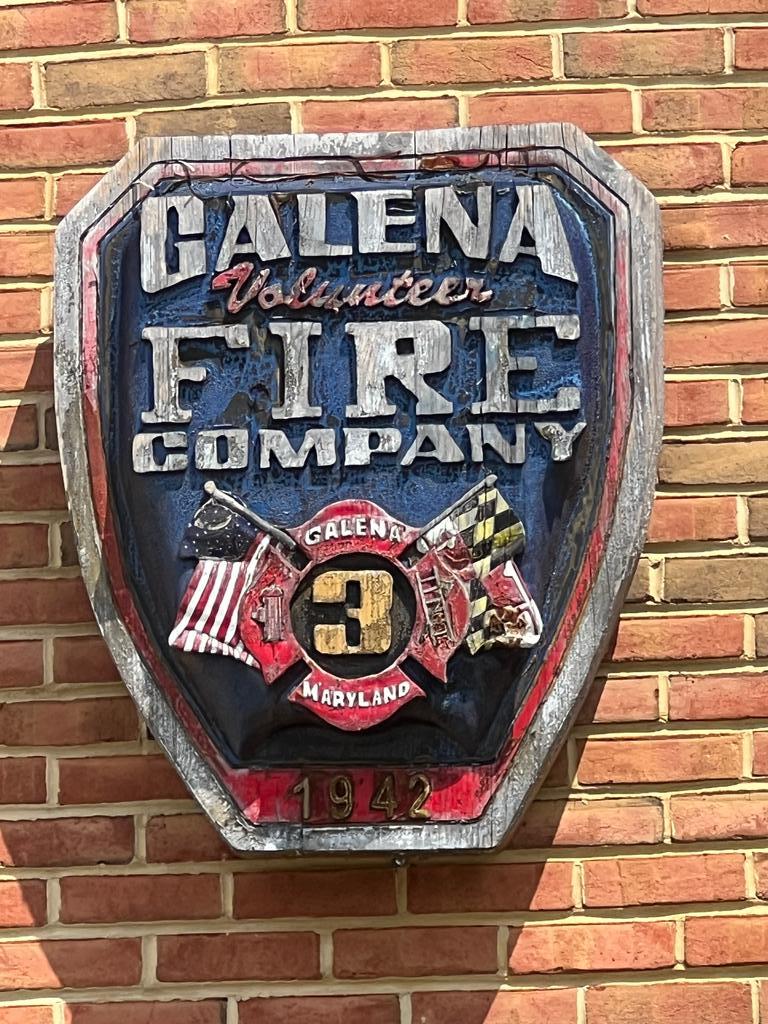 GALENA
Volunteer
FIRE
COMPANY
GALENA
3
MARYLAND
1942